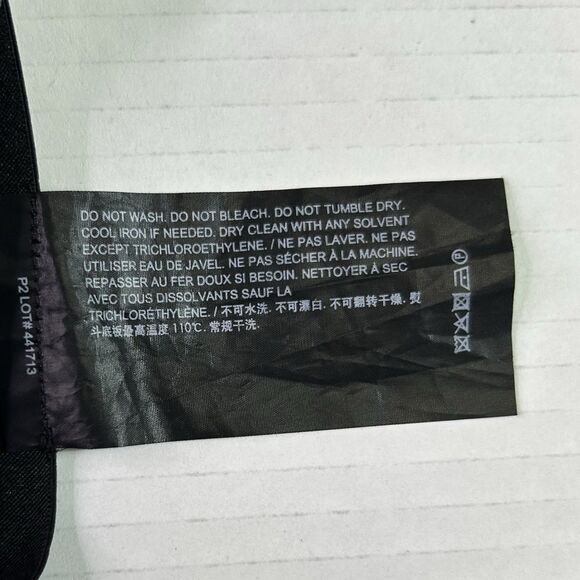 DO NOT WASH. DO NOT BLEACH. DO NOT TUMBLE DRY.
COOL IRON IF NEEDED. DRY CLEAN WITH ANY SOLVENT
EXCEPT TRICHLOROETHYLENE. / NE PAS LAVER. NE PAS
UTILISER EAU DE JAVEL. NE PAS SÉCHER À LA MACHINE.
REPASSER AU FER DOUX SI BESOIN. NETTOYER À SEC
AVEC TOUS DISSOLVANTS SAUF LA
TRICHLORÉTHYLÈNE. / 不可水洗. 不可漂白. 不可翻转干燥. 熨
斗底板最高温度 110℃. 常规干洗.
P2 LOT# 441713